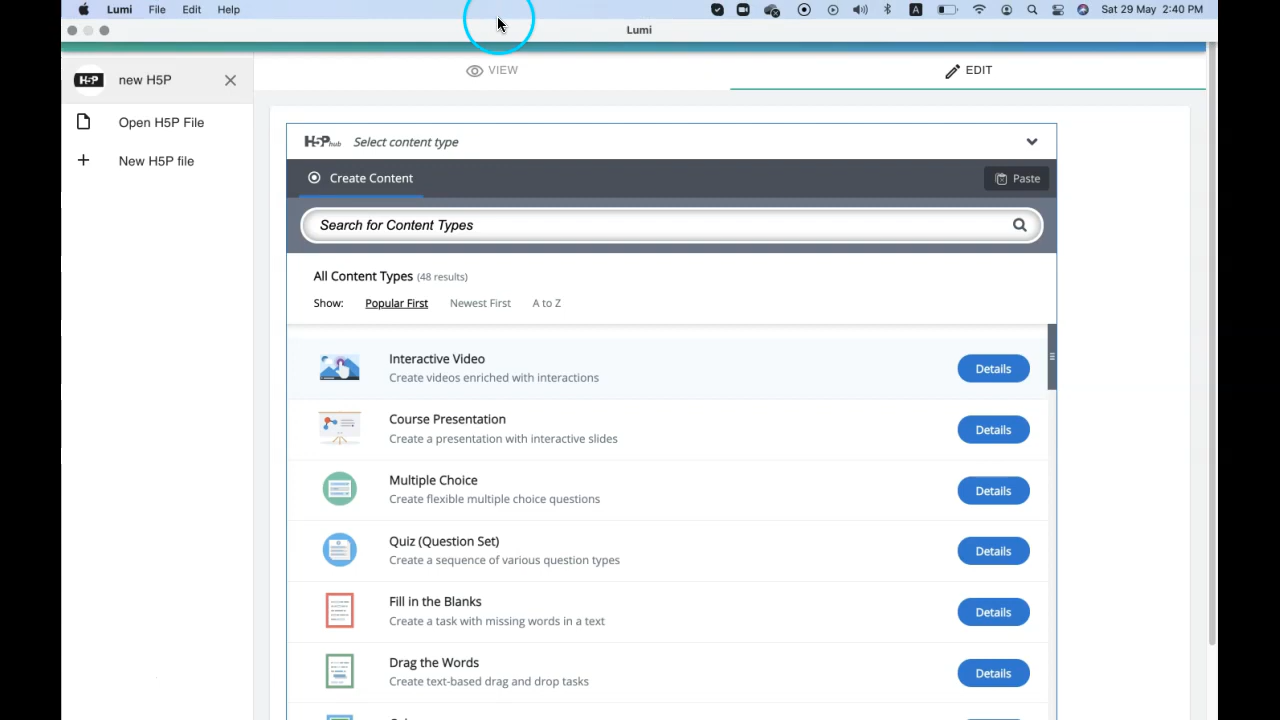 Lumi File Edit Help A Sat 29 May 2:40 PM
Lumi
H5P new H5P
Open H5P File
New H5P file
VIEW
EDIT
H5Phub Select content type
Create Content
Paste
Search for Content Types
All Content Types (48 results)
Show: Popular First Newest First A to Z
Interactive Video
Create videos enriched with interactions
Details
Course Presentation
Create a presentation with interactive slides
Details
Multiple Choice
Create flexible multiple choice questions
Details
Quiz (Question Set)
Create a sequence of various question types
Details
Fill in the Blanks
Create a task with missing words in a text
Details
Drag the Words
Create text-based drag and drop tasks
Details